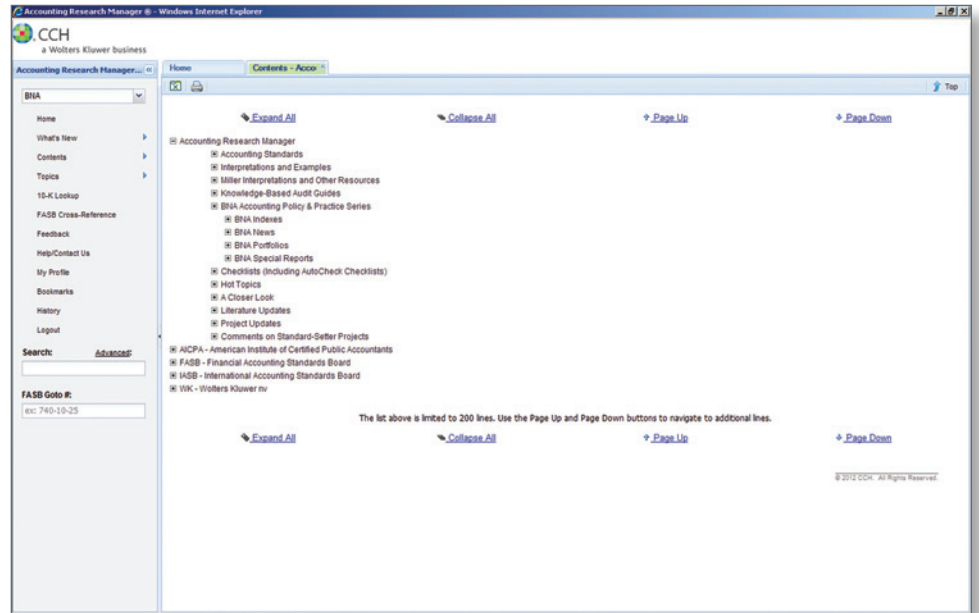 Accounting Research Manager ® - Windows Internet Explorer
CCH
a Wolters Kluwer business
Accounting Research Manager... «
Home
Contents - Acco
BNA
Top
Home
What's New
Contents
Topics
10-K Lookup
FASB Cross-Reference
Feedback
Help/Contact Us
My Profile
Bookmarks
History
Logout
Search: Advanced:
FASB Goto #:
ex: 740-10-25
Expand All Collapse All Page Up Page Down
Accounting Research Manager
Accounting Standards
Interpretations and Examples
Miller Interpretations and Other Resources
Knowledge-Based Audit Guides
BNA Accounting Policy & Practice Series
BNA Indexes
BNA News
BNA Portfolios
BNA Special Reports
Checklists (Including AutoCheck Checklists)
Hot Topics
A Closer Look
Literature Updates
Project Updates
Comments on Standard-Setter Projects
AICPA - American Institute of Certified Public Accountants
FASB - Financial Accounting Standards Board
IASB - International Accounting Standards Board
WK - Wolters Kluwer nv
The list above is limited to 200 lines. Use the Page Up and Page Down buttons to navigate to additional lines.
Expand All Collapse All Page Up Page Down
© 2012 CCH. All Rights Reserved.